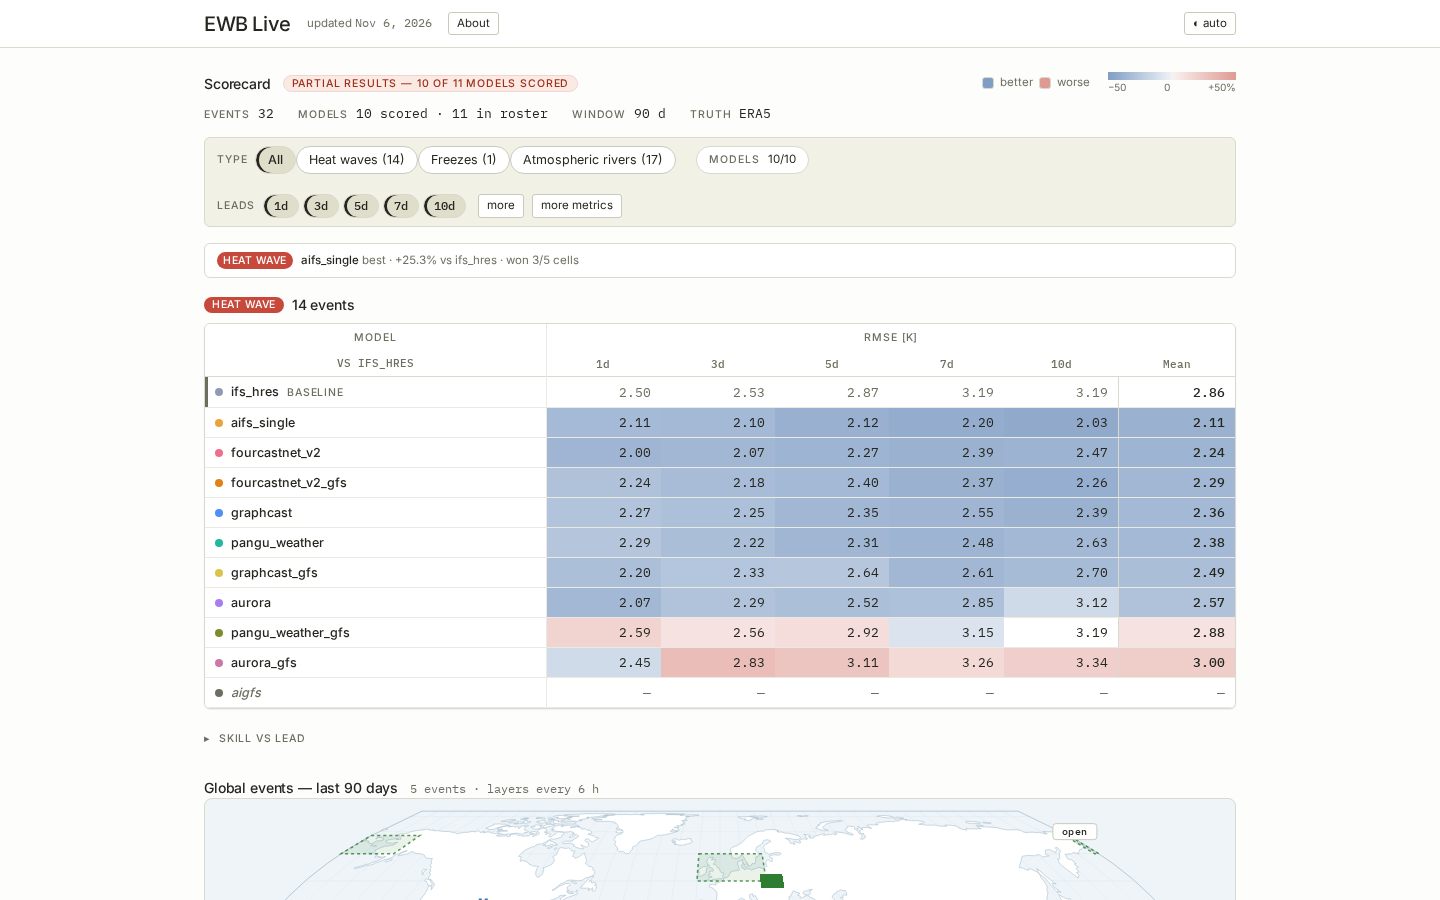 EWB Live updated Nov 6, 2026 About auto
Scorecard PARTIAL RESULTS — 10 OF 11 MODELS SCORED better worse
−50 0 +50%
EVENTS 32 MODELS 10 scored · 11 in roster WINDOW 90 d TRUTH ERA5
TYPE All Heat waves (14) Freezes (1) Atmospheric rivers (17) MODELS 10/10
LEADS 1d 3d 5d 7d 10d more more metrics
HEAT WAVE aifs_single best · +25.3% vs ifs_hres · won 3/5 cells
HEAT WAVE 14 events
MODEL RMSE [K]
VS IFS_HRES 1d 3d 5d 7d 10d Mean
ifs_hres BASELINE 2.50 2.53 2.87 3.19 3.19 2.86
aifs_single 2.11 2.10 2.12 2.20 2.03 2.11
fourcastnet_v2 2.00 2.07 2.27 2.39 2.47 2.24
fourcastnet_v2_gfs 2.24 2.18 2.40 2.37 2.26 2.29
graphcast 2.27 2.25 2.35 2.55 2.39 2.36
pangu_weather 2.29 2.22 2.31 2.48 2.63 2.38
graphcast_gfs 2.20 2.33 2.64 2.61 2.70 2.49
aurora 2.07 2.29 2.52 2.85 3.12 2.57
pangu_weather_gfs 2.59 2.56 2.92 3.15 3.19 2.88
aurora_gfs 2.45 2.83 3.11 3.26 3.34 3.00
aigfs — — — — — —
▸ SKILL VS LEAD
Global events — last 90 days 5 events · layers every 6 h
open